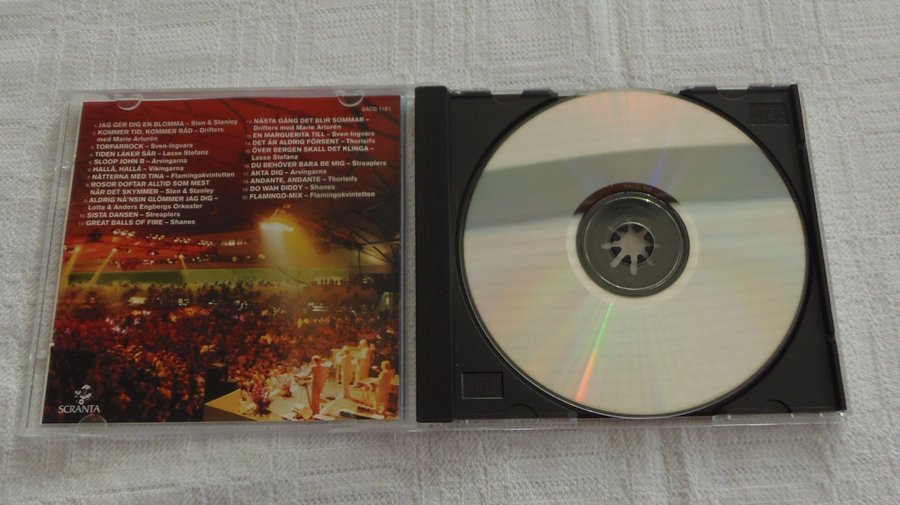 SACD 1161
1. JAG GER DIG EN BLOMMA – Sten & Stanley
2. KOMMER TID, KOMMER RÅD – Drifters
med Marie Arturén
3. TORPARROCK – Sven-Ingvars
4. TIDEN LÄKER SÅR – Lasse Stefanz
5. SLOOP JOHN B – Arvingarna
6. HALLÅ, HALLÅ – Vikingarna
7. NÄTTERNA MED TINA – Flamingokvintetten
8. ROSOR DOFTAR ALLTID SOM MEST
NÄR DET SKYMMER – Sten & Stanley
9. ALDRIG NÅ'NSIN GLÖMMER JAG DIG –
Lotta & Anders Engbergs Orkester
10. SISTA DANSEN – Streaplers
11. GREAT BALLS OF FIRE – Shanes
12. NÄSTA GÅNG DET BLIR SOMMAR –
Drifters med Marie Arturén
13. EN MARGUERITA TILL – Sven-Ingvars
14. DET ÄR ALDRIG FÖRSENT – Thorleifs
15. ÖVER BERGEN SKALL DET KLINGA –
Lasse Stefanz
16. DU BEHÖVER BARA BE MIG – Streaplers
17. AKTA DIG – Arvingarna
18. ANDANTE, ANDANTE – Thorleifs
19. DO WAH DIDDY – Shanes
20. FLAMINGO-MIX – Flamingokvintetten
SCRANTA